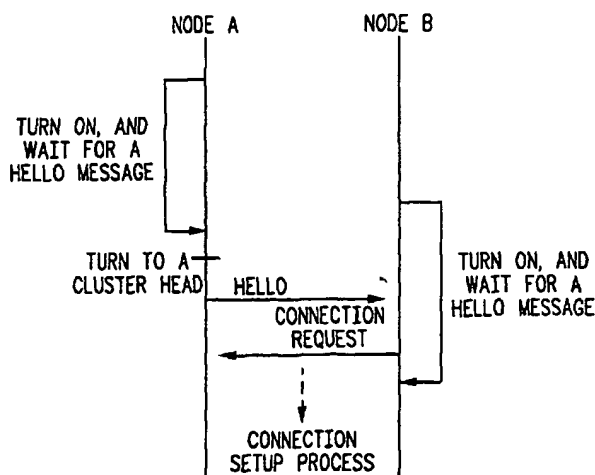 NODE A
NODE B
TURN ON, AND
WAIT FOR A
HELLO MESSAGE
TURN TO A
CLUSTER HEAD
HELLO
CONNECTION
REQUEST
TURN ON, AND
WAIT FOR A
HELLO MESSAGE
CONNECTION
SETUP PROCESS